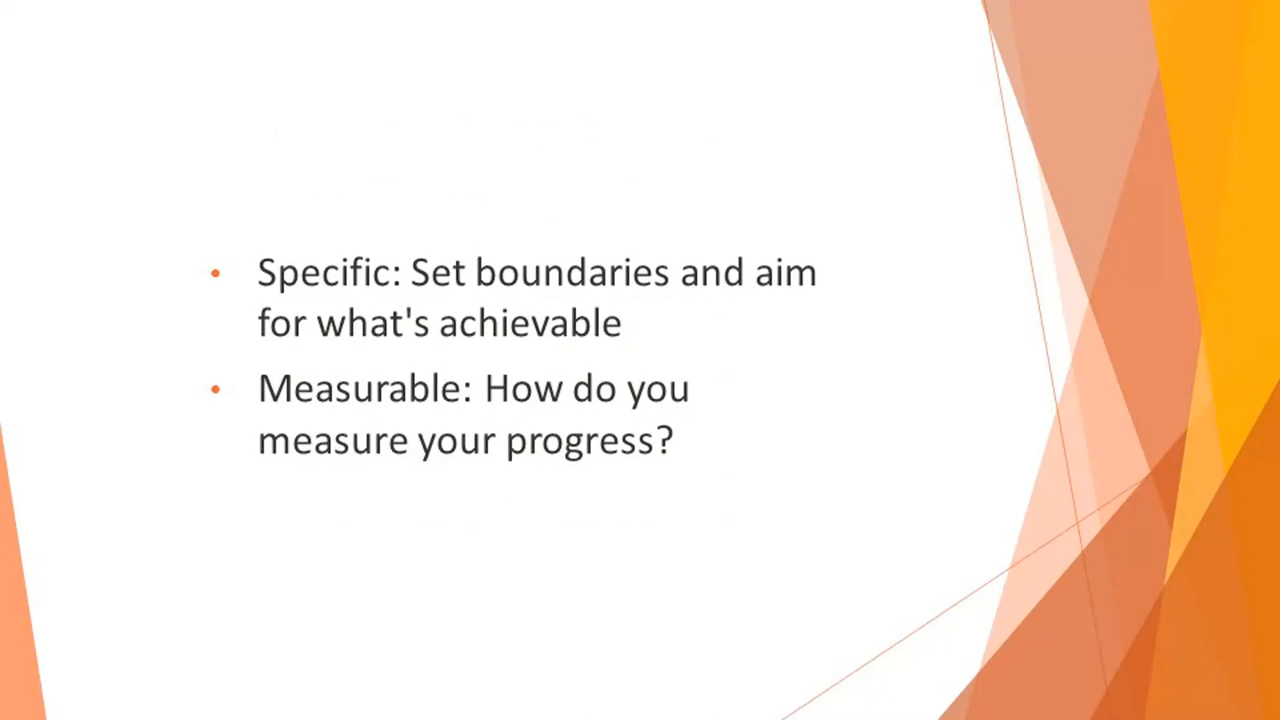 • Specific: Set boundaries and aim
for what's achievable
• Measurable: How do you
measure your progress?